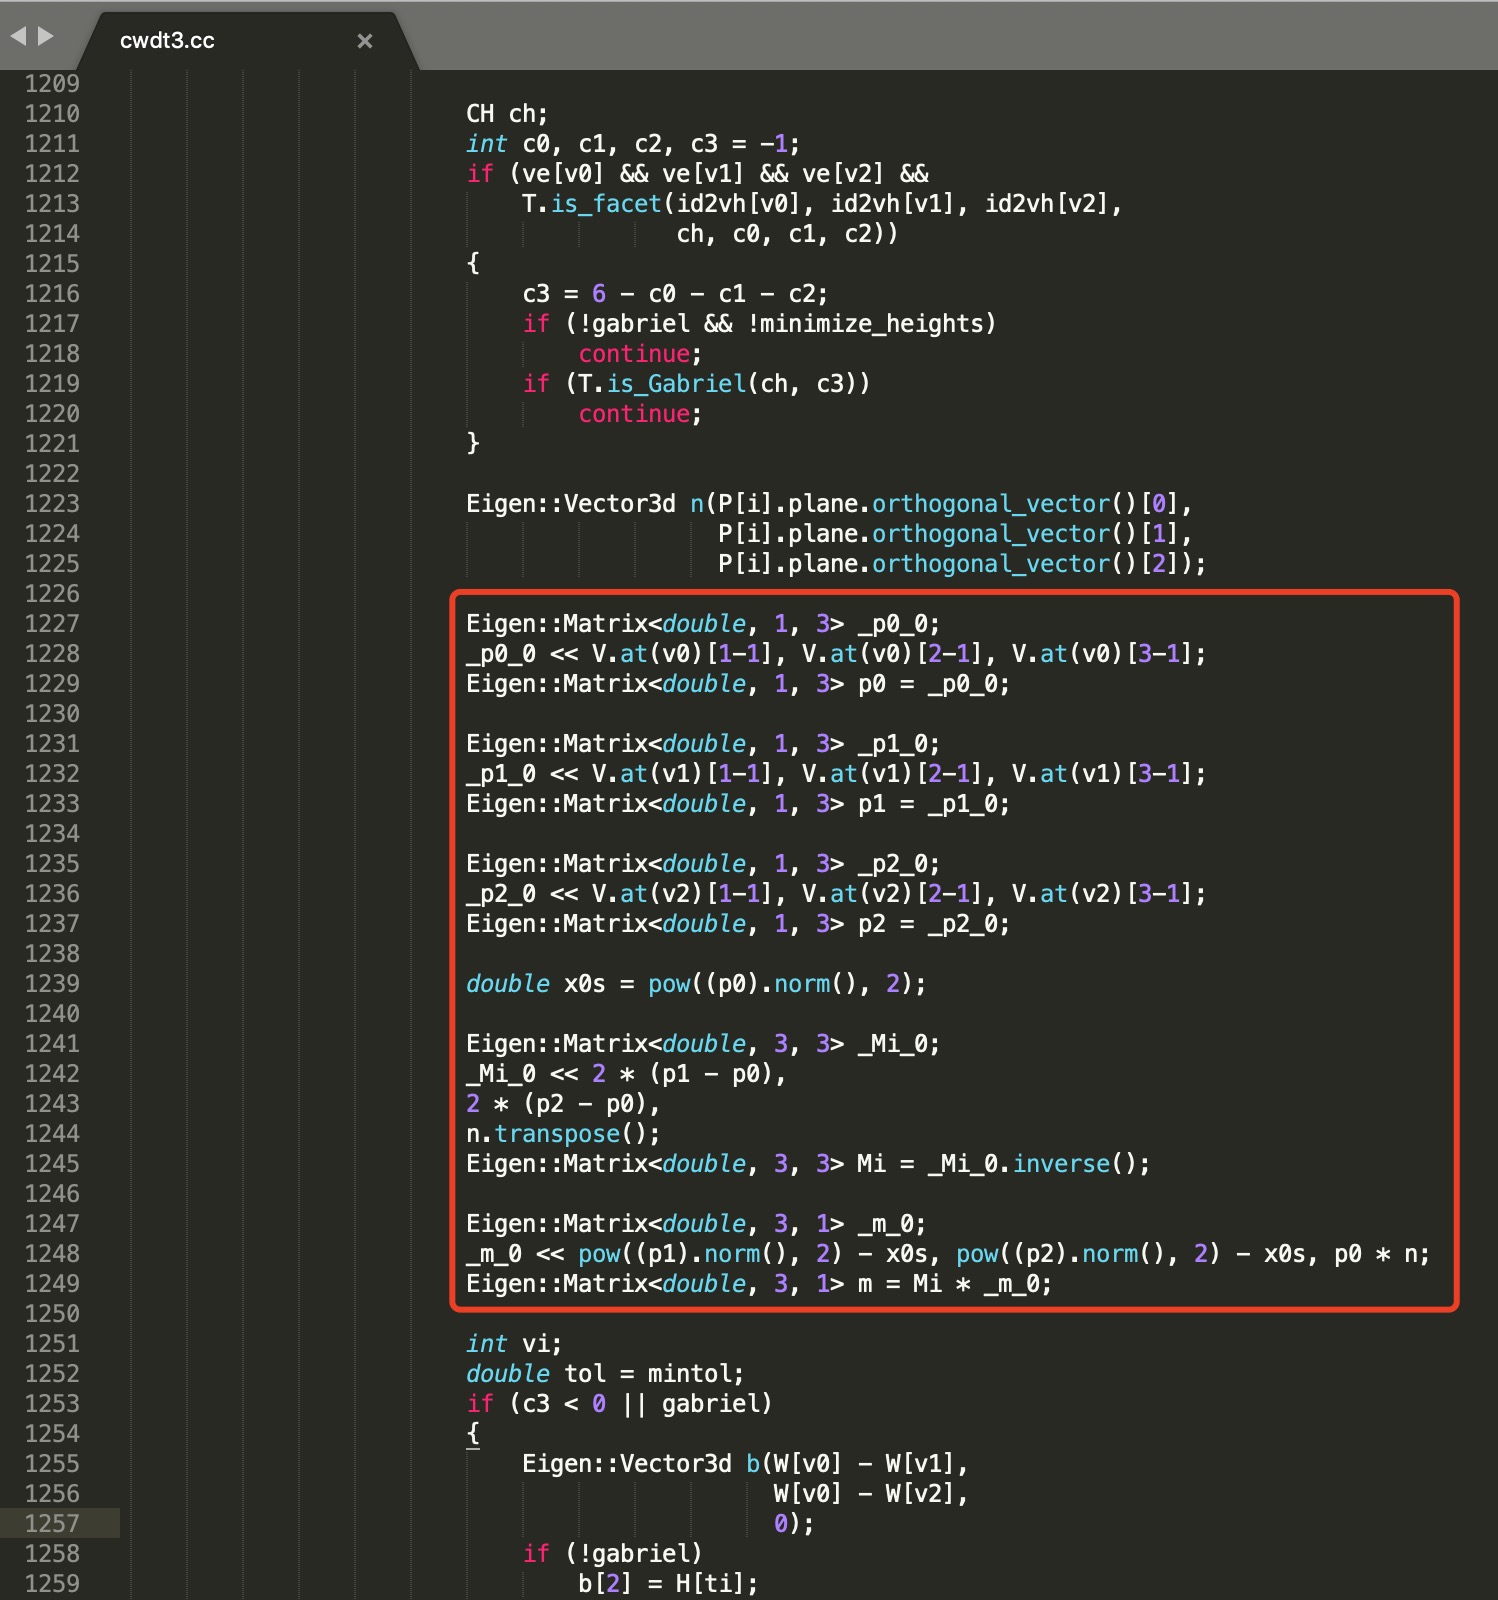 cwdt3.cc ×
1209
1210 CH ch;
1211 int c0, c1, c2, c3 = -1;
1212 if (ve[v0] && ve[v1] && ve[v2] &&
1213 T.is_facet(id2vh[v0], id2vh[v1], id2vh[v2],
1214 ch, c0, c1, c2))
1215 {
1216 c3 = 6 - c0 - c1 - c2;
1217 if (!gabriel && !minimize_heights)
1218 continue;
1219 if (T.is_Gabriel(ch, c3))
1220 continue;
1221 }
1222
1223 Eigen::Vector3d n(P[i].plane.orthogonal_vector()[0],
1224 P[i].plane.orthogonal_vector()[1],
1225 P[i].plane.orthogonal_vector()[2]);
1226
1227 Eigen::Matrix<double, 1, 3> _p0_0;
1228 _p0_0 << V.at(v0)[1-1], V.at(v0)[2-1], V.at(v0)[3-1];
1229 Eigen::Matrix<double, 1, 3> p0 = _p0_0;
1230
1231 Eigen::Matrix<double, 1, 3> _p1_0;
1232 _p1_0 << V.at(v1)[1-1], V.at(v1)[2-1], V.at(v1)[3-1];
1233 Eigen::Matrix<double, 1, 3> p1 = _p1_0;
1234
1235 Eigen::Matrix<double, 1, 3> _p2_0;
1236 _p2_0 << V.at(v2)[1-1], V.at(v2)[2-1], V.at(v2)[3-1];
1237 Eigen::Matrix<double, 1, 3> p2 = _p2_0;
1238
1239 double x0s = pow((p0).norm(), 2);
1240
1241 Eigen::Matrix<double, 3, 3> _Mi_0;
1242 _Mi_0 << 2 * (p1 - p0),
1243 2 * (p2 - p0),
1244 n.transpose();
1245 Eigen::Matrix<double, 3, 3> Mi = _Mi_0.inverse();
1246
1247 Eigen::Matrix<double, 3, 1> _m_0;
1248 _m_0 << pow((p1).norm(), 2) - x0s, pow((p2).norm(), 2) - x0s, p0 * n;
1249 Eigen::Matrix<double, 3, 1> m = Mi * _m_0;
1250
1251 int vi;
1252 double tol = mintol;
1253 if (c3 < 0 || gabriel)
1254 {
1255 Eigen::Vector3d b(W[v0] - W[v1],
1256 W[v0] - W[v2],
1257 0);
1258 if (!gabriel)
1259 b[2] = H[ti];